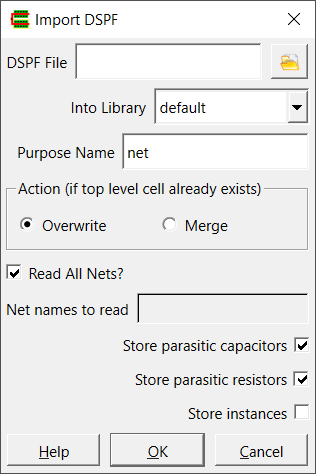 Import DSPF
DSPF File
Into Library default
Purpose Name net
Action (if top level cell already exists)
Overwrite Merge
Read All Nets?
Net names to read
Store parasitic capacitors
Store parasitic resistors
Store instances
Help OK Cancel